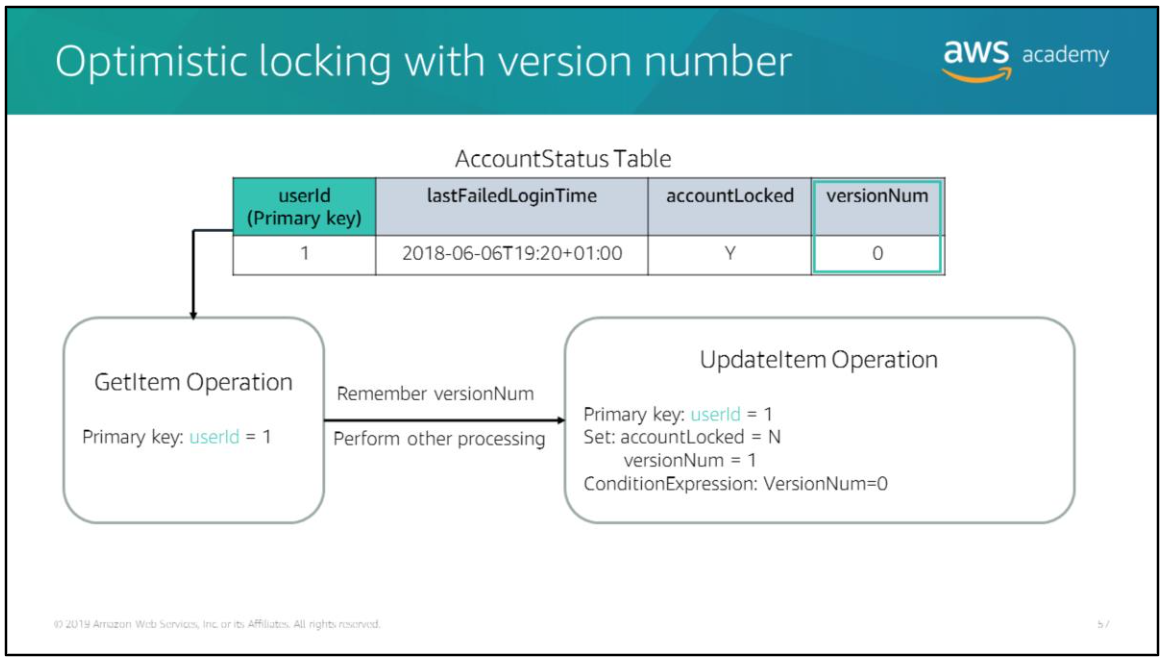 Optimistic locking with version number
aws academy
AccountStatus Table
userId
(Primary key)
lastFailedLoginTime
accountLocked
versionNum
1
2018-06-06T19:20+01:00
Y
0
GetItem Operation
Primary key: userId = 1
Remember versionNum
Perform other processing
UpdateItem Operation
Primary key: userId = 1
Set: accountLocked = N
versionNum = 1
ConditionExpression: VersionNum=0
© 2019 Amazon Web Services, Inc. or its Affiliates. All rights reserved.
57